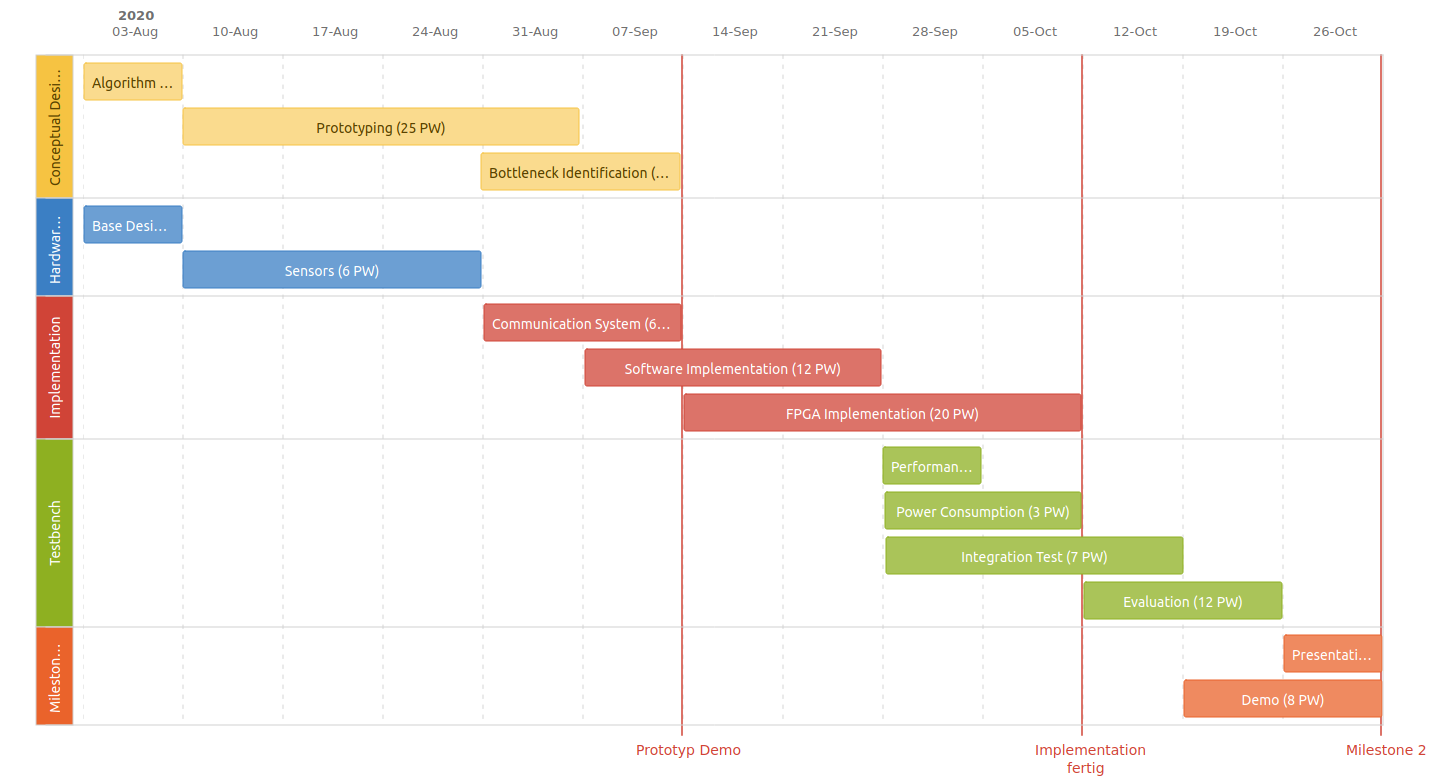 2020
03-Aug 10-Aug 17-Aug 24-Aug 31-Aug 07-Sep 14-Sep 21-Sep 28-Sep 05-Oct 12-Oct 19-Oct 26-Oct
Conceptual Desi...
Algorithm ...
Prototyping (25 PW)
Bottleneck Identification (...
Hardwar...
Base Desi...
Sensors (6 PW)
Implementation
Communication System (6...
Software Implementation (12 PW)
FPGA Implementation (20 PW)
Testbench
Performan...
Power Consumption (3 PW)
Integration Test (7 PW)
Evaluation (12 PW)
Mileston...
Presentati...
Demo (8 PW)
Prototyp Demo
Implementation
fertig
Milestone 2